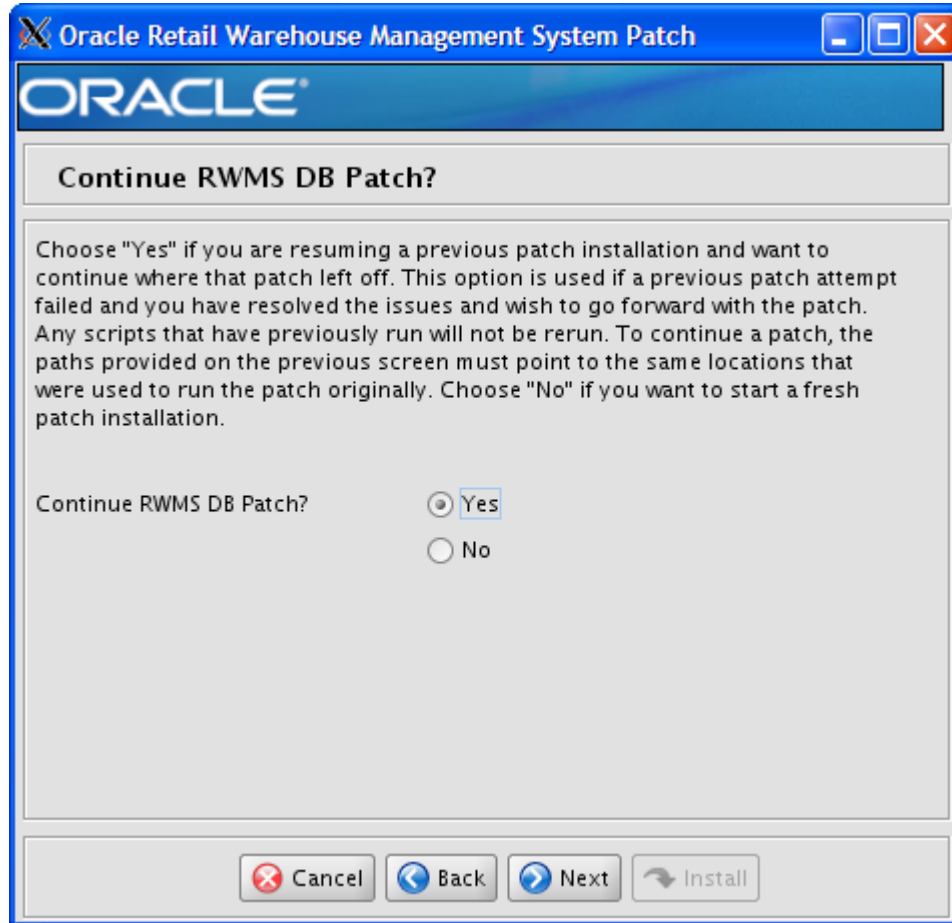 Oracle Retail Warehouse Management System Patch
ORACLE®
Continue RWMS DB Patch?
Choose "Yes" if you are resuming a previous patch installation and want to
continue where that patch left off. This option is used if a previous patch attempt
failed and you have resolved the issues and wish to go forward with the patch.
Any scripts that have previously run will not be rerun. To continue a patch, the
paths provided on the previous screen must point to the same locations that
were used to run the patch originally. Choose "No" if you want to start a fresh
patch installation.
Continue RWMS DB Patch? Yes
No
Cancel Back Next Install